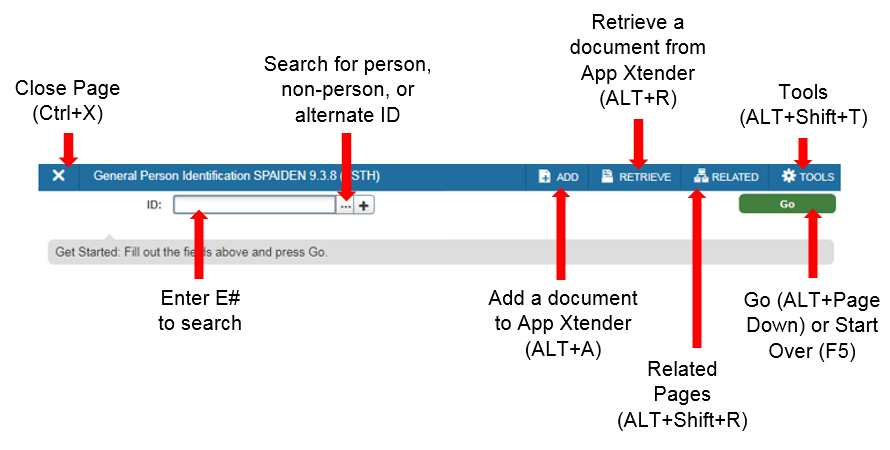 Retrieve a
document from
App Xtender
(ALT+R)
Search for person,
non-person, or
alternate ID
Close Page
(Ctrl+X)
Tools
(ALT+Shift+T)
General Person Identification SPAIDEN 9.3.8 ( STH)
ADD
RETRIEVE
RELATED
TOOLS
ID:
...
Go
Get Started: Fill out the fields above and press Go.
Enter E#
to search
Add a document
to App Xtender
(ALT+A)
Go (ALT+Page
Down) or Start
Over (F5)
Related
Pages
(ALT+Shift+R)